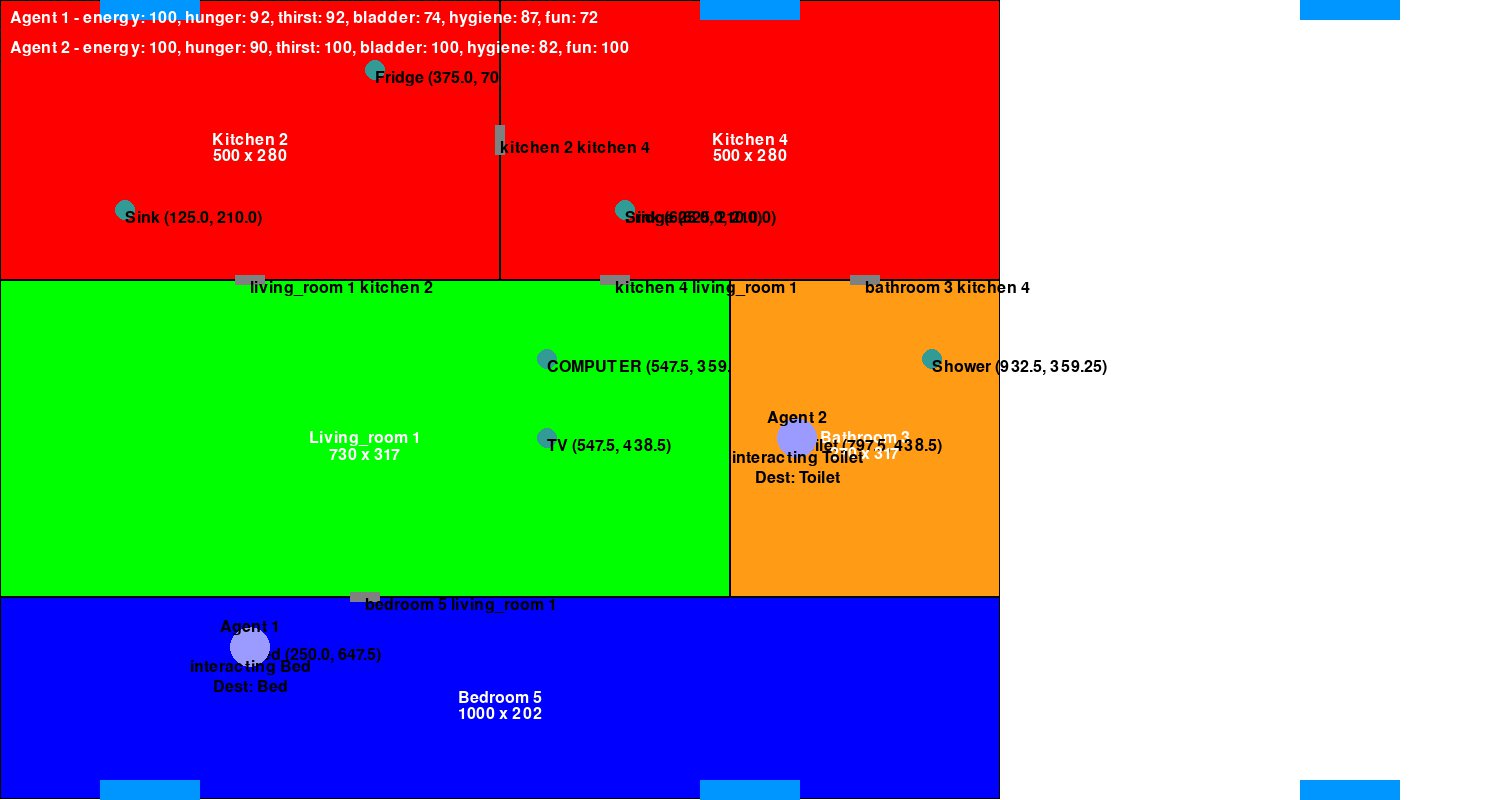 Agent 1 - energy: 100, hunger: 92, thirst: 92, bladder: 74, hygiene: 87, fun: 72
Agent 2 - energy: 100, hunger: 90, thirst: 100, bladder: 100, hygiene: 82, fun: 100
Fridge (375.0, 70
Kitchen 2
500 x 280
kitchen 2 kitchen 4
Kitchen 4
500 x 280
Sink (125.0, 210.0)
living_room 1 kitchen 2
kitchen 4 living_room 1
bathroom 3 kitchen 4
COMPUTER (547.5, 359.
Shower (932.5, 359.25)
Agent 2
Living_room 1
730 x 317
TV (547.5, 438.5)
Bathroom 3
ilet (797.5, 438.5)
x 317
interacting Toilet
Dest: Toilet
bedroom 5 living_room 1
Agent 1
d (250.0, 647.5)
interacting Bed
Dest: Bed
Bedroom 5
1000 x 202